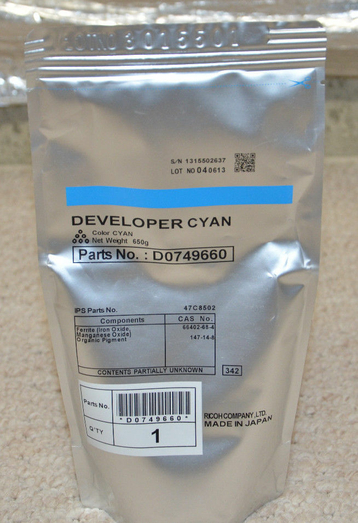 S/N 1315502637
LOT NO 040613
DEVELOPER CYAN
Color CYAN
Net Weight 650g
Parts No. : D0749660
IPS Parts No. 47C8502
Components CAS No.
Ferrite (Iron Oxide, 66402-68-4
Manganese Oxide)
Organic Pigment 147-14-8
CONTENTS PARTIALLY UNKNOWN
342
Parts No.
*D0749660*
Q'TY 1
RICOH COMPANY, LTD.
MADE IN JAPAN